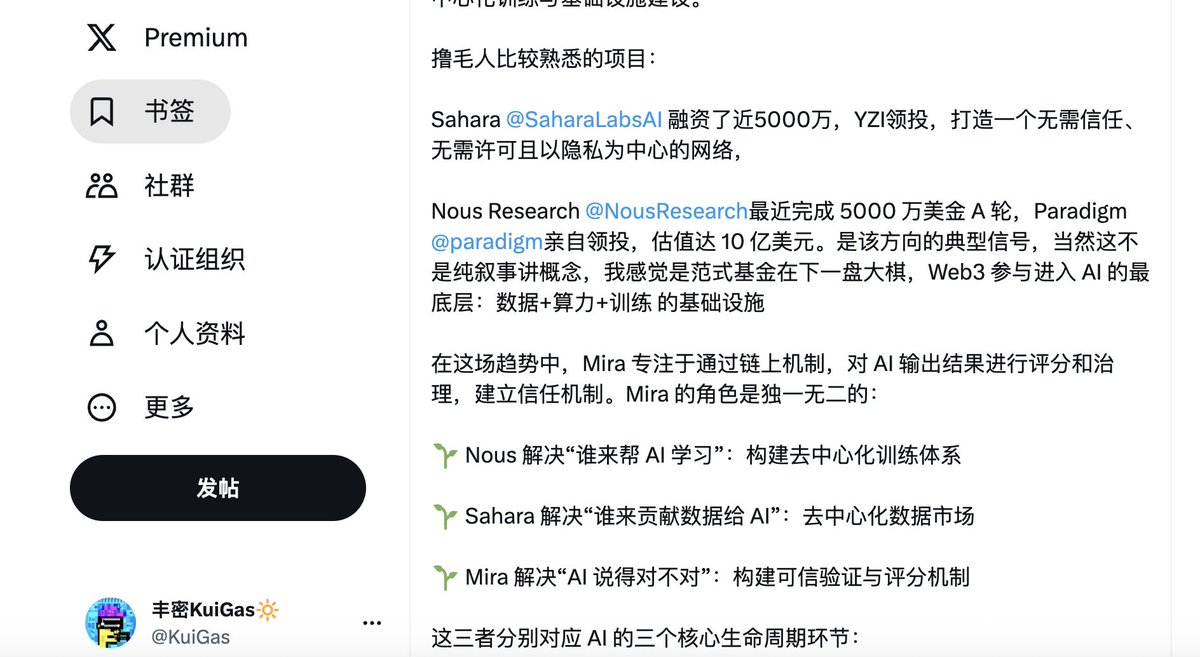 Premium
书签
社群
认证组织
个人资料
更多
发帖
丰密KuiGas🔆
@KuiGas
撸毛人比较熟悉的项目：
Sahara @SaharaLabsAI 融资了近5000万，YZI领投，打造一个无需信任、
无需许可且以隐私为中心的网络，
Nous Research @NousResearch最近完成 5000 万美金 A 轮，Paradigm
@paradigm亲自领投，估值达 10 亿美元。是该方向的典型信号，当然这不
是纯叙事讲概念，我感觉是范式基金在下一盘大棋，Web3 参与进入 AI 的最
底层：数据+算力+训练 的基础设施
在这场趋势中，Mira 专注于通过链上机制，对 AI 输出结果进行评分和治
理，建立信任机制。Mira 的角色是独一无二的：
🌱 Nous 解决“谁来帮 AI 学习”：构建去中心化训练体系
🌱 Sahara 解决“谁来贡献数据给 AI”：去中心化数据市场
🌱 Mira 解决“AI 说得对不对”：构建可信验证与评分机制
这三者分别对应 AI 的三个核心生命周期环节：